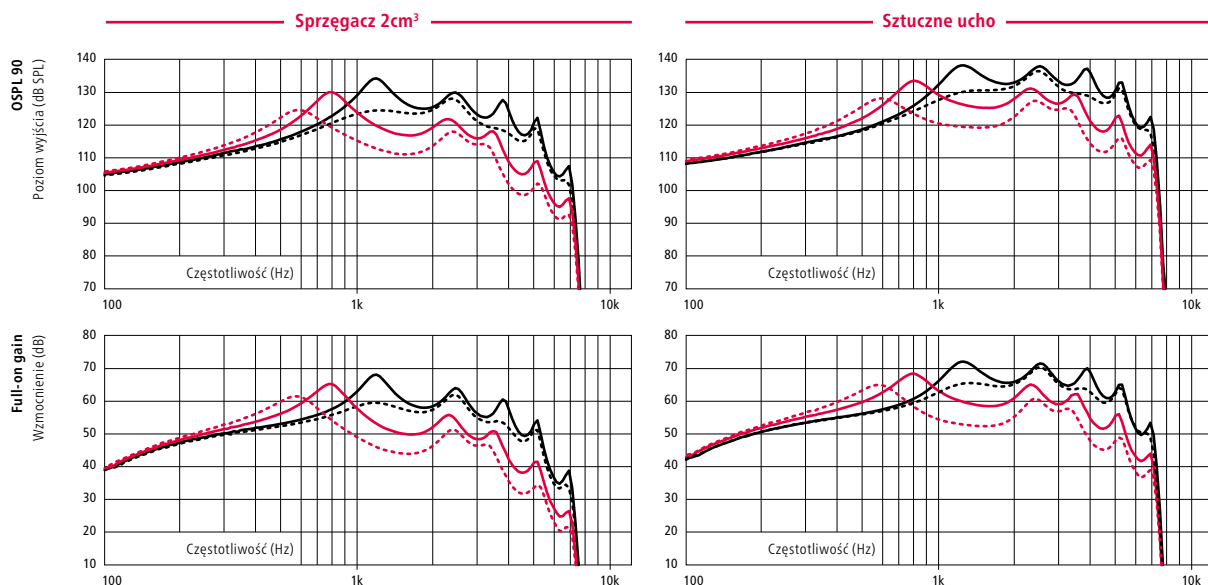 Sprzęgacz 2cm³
Sztuczne ucho
OSPL 90
Poziom wyjścia (dB SPL)
140
130
120
110
100
90
80
70
Częstotliwość (Hz)
100 1k 10k
140
130
120
110
100
90
80
70
Częstotliwość (Hz)
100 1k 10k
Full-on gain
Wzmocnienie (dB)
80
70
60
50
40
30
20
10
Częstotliwość (Hz)
100 1k 10k
80
70
60
50
40
30
20
10
Częstotliwość (Hz)
100 1k 10k